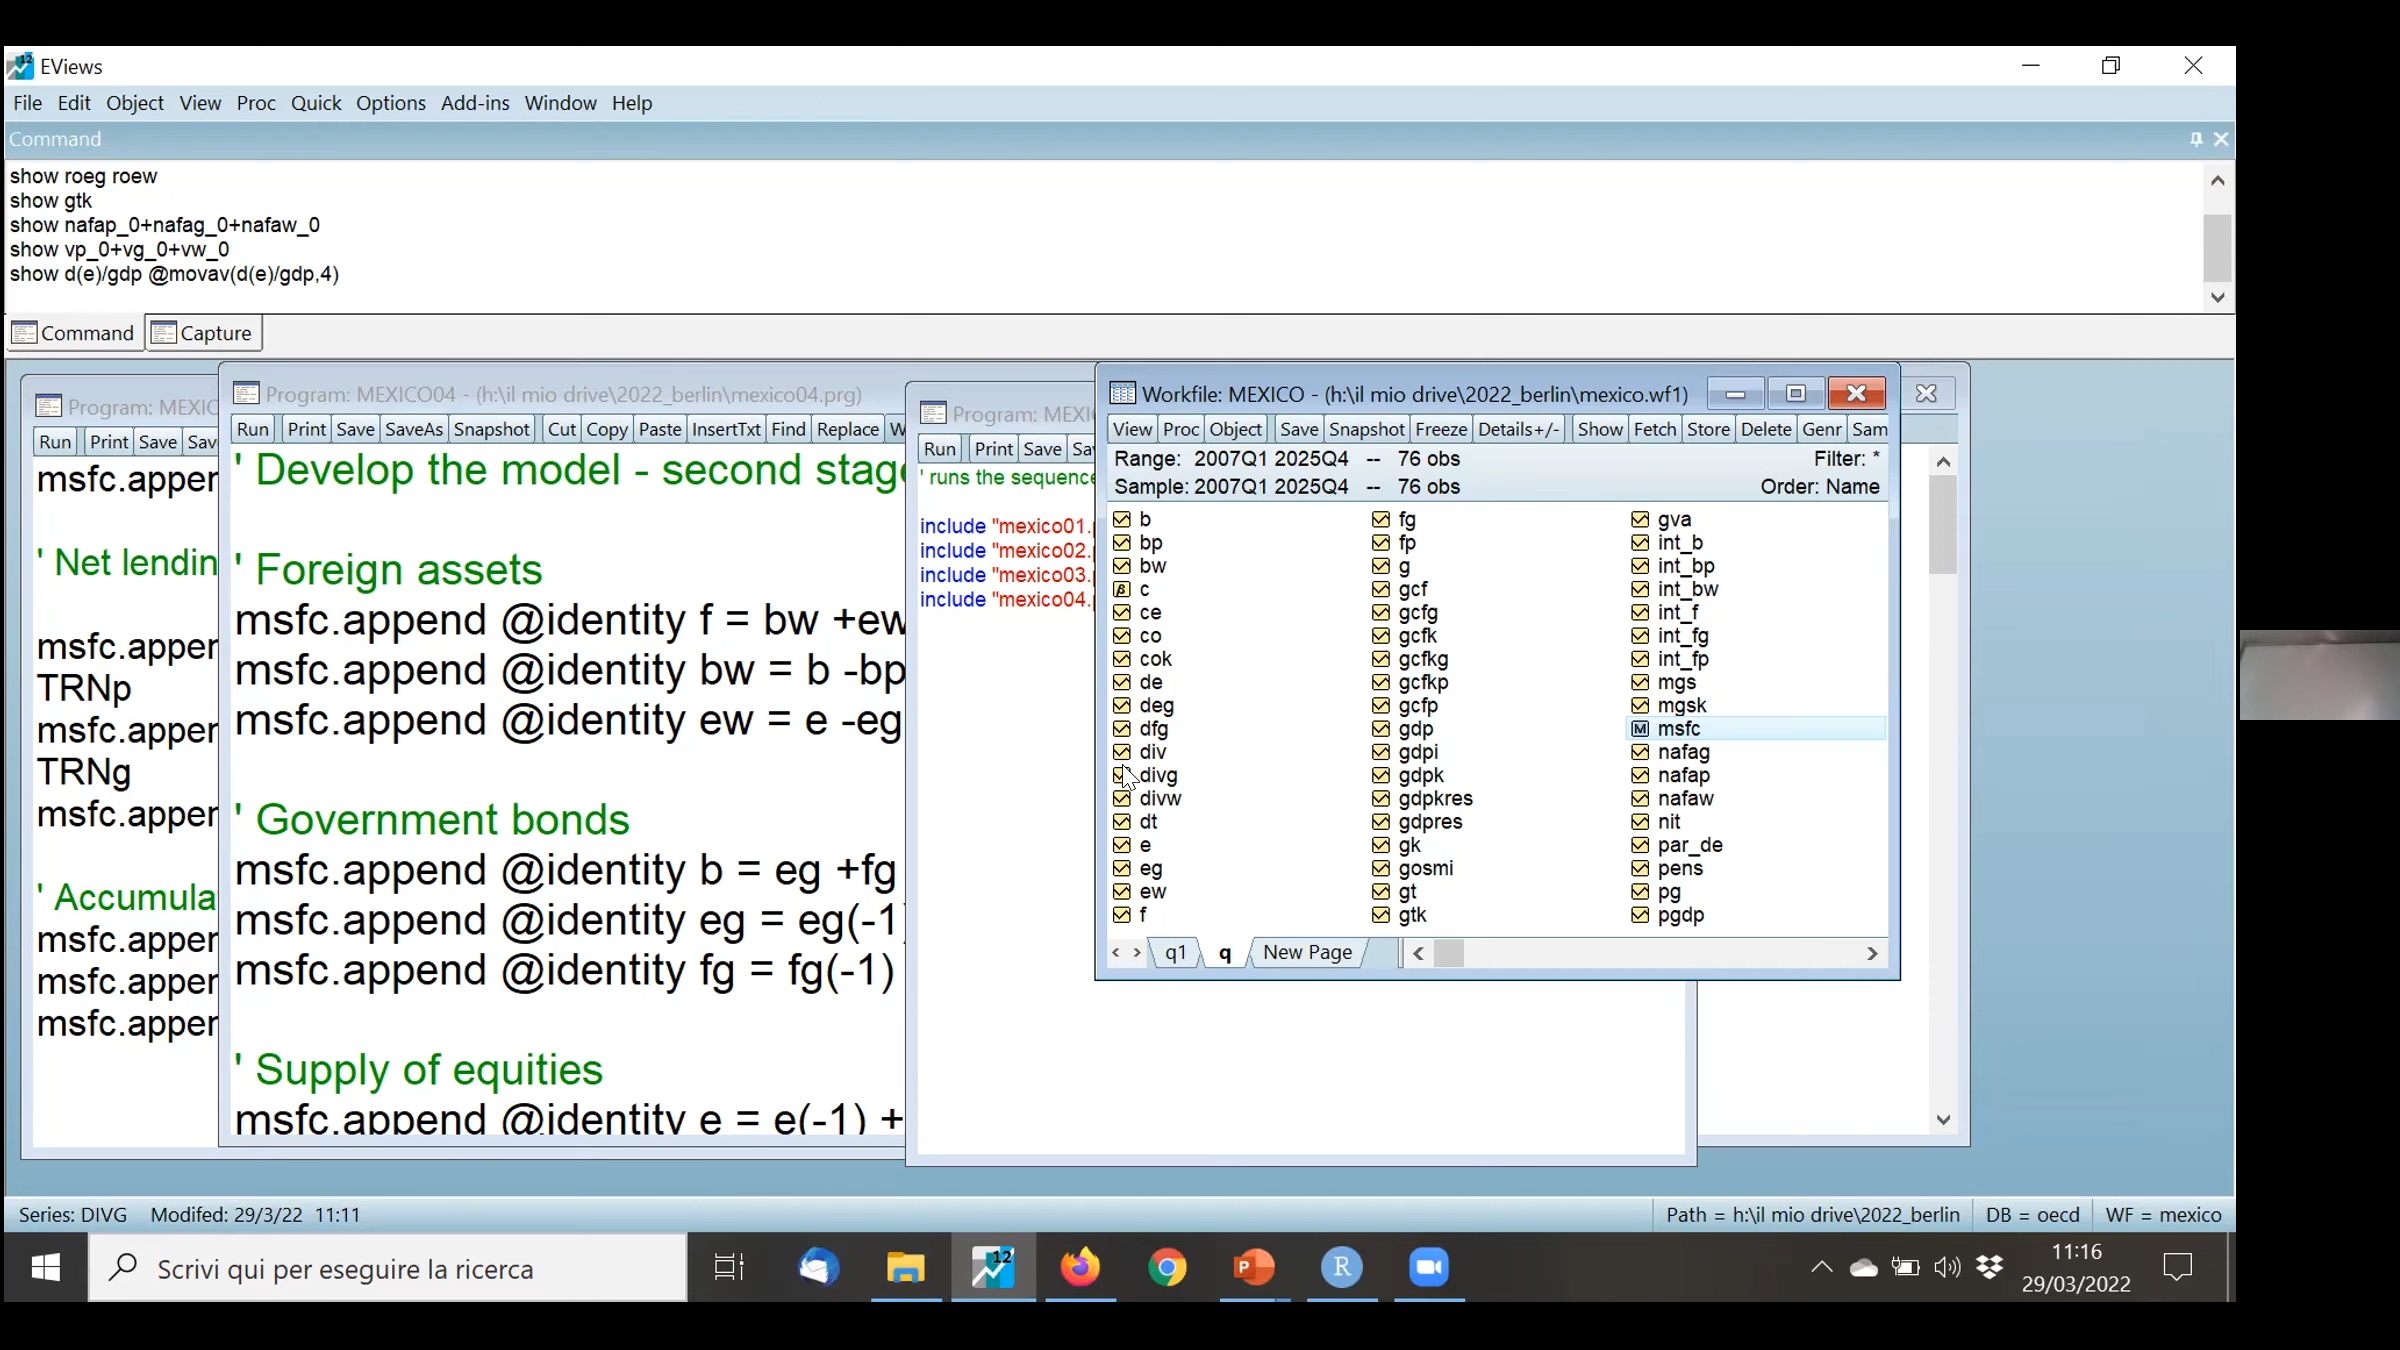 EViews
File Edit Object View Proc Quick Options Add-ins Window Help
Command
show roeg roew
show gtk
show nafap_0+nafag_0+nafaw_0
show vp_0+vg_0+vw_0
show d(e)/gdp @movav(d(e)/gdp,4)
Command Capture
Program: MEXIC
Run Print Save Sav
msfc.apper
' Net lendin
msfc.apper
TRNp
msfc.apper
TRNg
msfc.apper
' Accumula
msfc.apper
msfc.apper
msfc.apper
Program: MEXICO04 - (h:\il mio drive\2022_berlin\mexico04.prg)
Run Print Save SaveAs Snapshot Cut Copy Paste InsertTxt Find Replace W
' Develop the model - second stage
' Foreign assets
msfc.append @identity f = bw +ew
msfc.append @identity bw = b -bp
msfc.append @identity ew = e -eg
' Government bonds
msfc.append @identity b = eg +fg
msfc.append @identity eg = eg(-1)
msfc.append @identity fg = fg(-1)
' Supply of equities
msfc.append @identity e = e(-1) +
Program: MEXI
Run Print Save Sa
' runs the sequence
include "mexico01.p
include "mexico02.p
include "mexico03.p
include "mexico04.p
Workfile: MEXICO - (h:\il mio drive\2022_berlin\mexico.wf1)
View Proc Object Save Snapshot Freeze Details+/- Show Fetch Store Delete Genr Sam
Range: 2007Q1 2025Q4 -- 76 obs Filter: *
Sample: 2007Q1 2025Q4 -- 76 obs Order: Name
b
bp
bw
c
ce
co
cok
de
deg
dfg
div
divg
divw
dt
e
eg
ew
f
fg
fp
g
gcf
gcfg
gcfk
gcfkg
gcfkp
gcfp
gdp
gdpi
gdpk
gdpkres
gdpres
gk
gosmi
gt
gtk
gva
int_b
int_bp
int_bw
int_f
int_fg
int_fp
mgs
mgsk
msfc
nafag
nafap
nafaw
nit
par_de
pens
pg
pgdp
q1 q New Page
Series: DIVG Modifed: 29/3/22 11:11 Path = h:\il mio drive\2022_berlin DB = oecd WF = mexico
Scrivi qui per eseguire la ricerca
11:16
29/03/2022